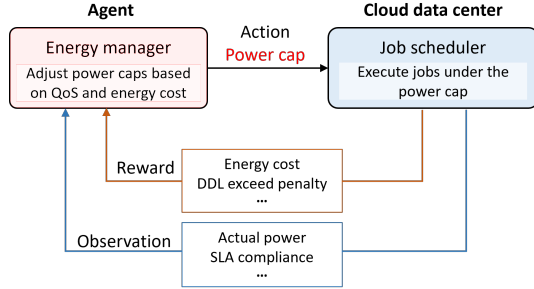 Agent
Cloud data center
Energy manager
Adjust power caps based
on QoS and energy cost
Action
Power cap
Job scheduler
Execute jobs under the
power cap
Reward
Energy cost
DDL exceed penalty
...
Observation
Actual power
SLA compliance
...